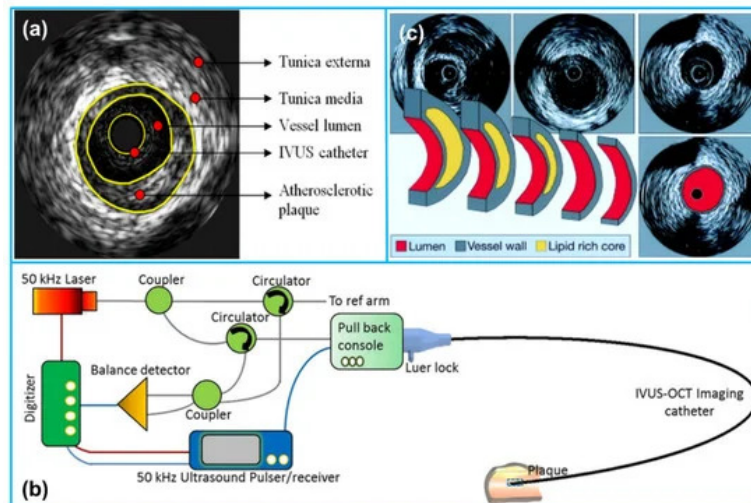 (a)
Tunica externa
Tunica media
Vessel lumen
IVUS catheter
Atherosclerotic
plaque
(c)
Lumen
Vessel wall
Lipid rich core
50 kHz Laser
Coupler
Circulator
To ref arm
Circulator
Pull back
console
Luer lock
Balance detector
Digitizer
Coupler
IVUS-OCT Imaging
catheter
50 kHz Ultrasound Pulser/receiver
Plaque
(b)